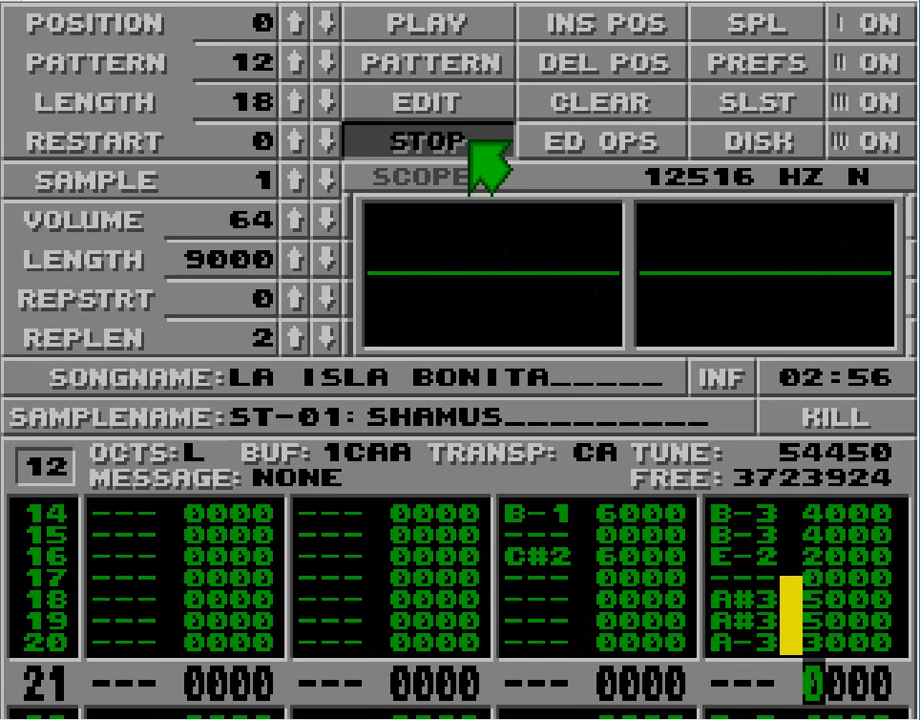 POSITION 0 PLAY INS POS SPL I ON
PATTERN 12 PATTERN DEL POS PREFS II ON
LENGTH 18 EDIT CLEAR SLST III ON
RESTART 0 STOP ED OPS DISK IV ON
SAMPLE 1 SCOPE 12516 HZ N
VOLUME 64
LENGTH 9000
REPSTRT 0
REPLEN 2
SONGNAME:LA ISLA BONITA_____ INF 02:56
SAMPLENAME:ST-01:SHAMUS_________ KILL
12 OCTS:L BUF: 1CAA TRANSP: CA TUNE: 54450
MESSAGE: NONE FREE: 3723924
14 --- 0000 --- 0000 B-1 6000 B-3 4000
15 --- 0000 --- 0000 --- 0000 B-3 4000
16 --- 0000 --- 0000 C#2 6000 E-2 2000
17 --- 0000 --- 0000 --- 0000 --- 0000
18 --- 0000 --- 0000 --- 0000 A#3 5000
19 --- 0000 --- 0000 --- 0000 A#3 5000
20 --- 0000 --- 0000 --- 0000 A-3 3000
21 --- 0000 --- 0000 --- 0000 --- 0000